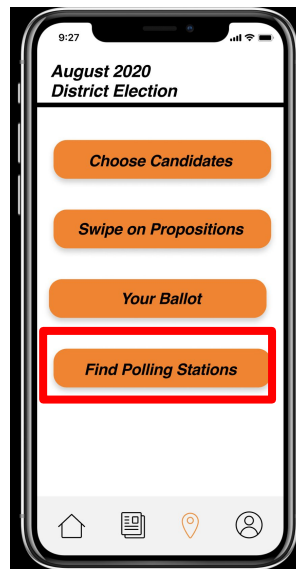 9:27
August 2020
District Election
Choose Candidates
Swipe on Propositions
Your Ballot
Find Polling Stations